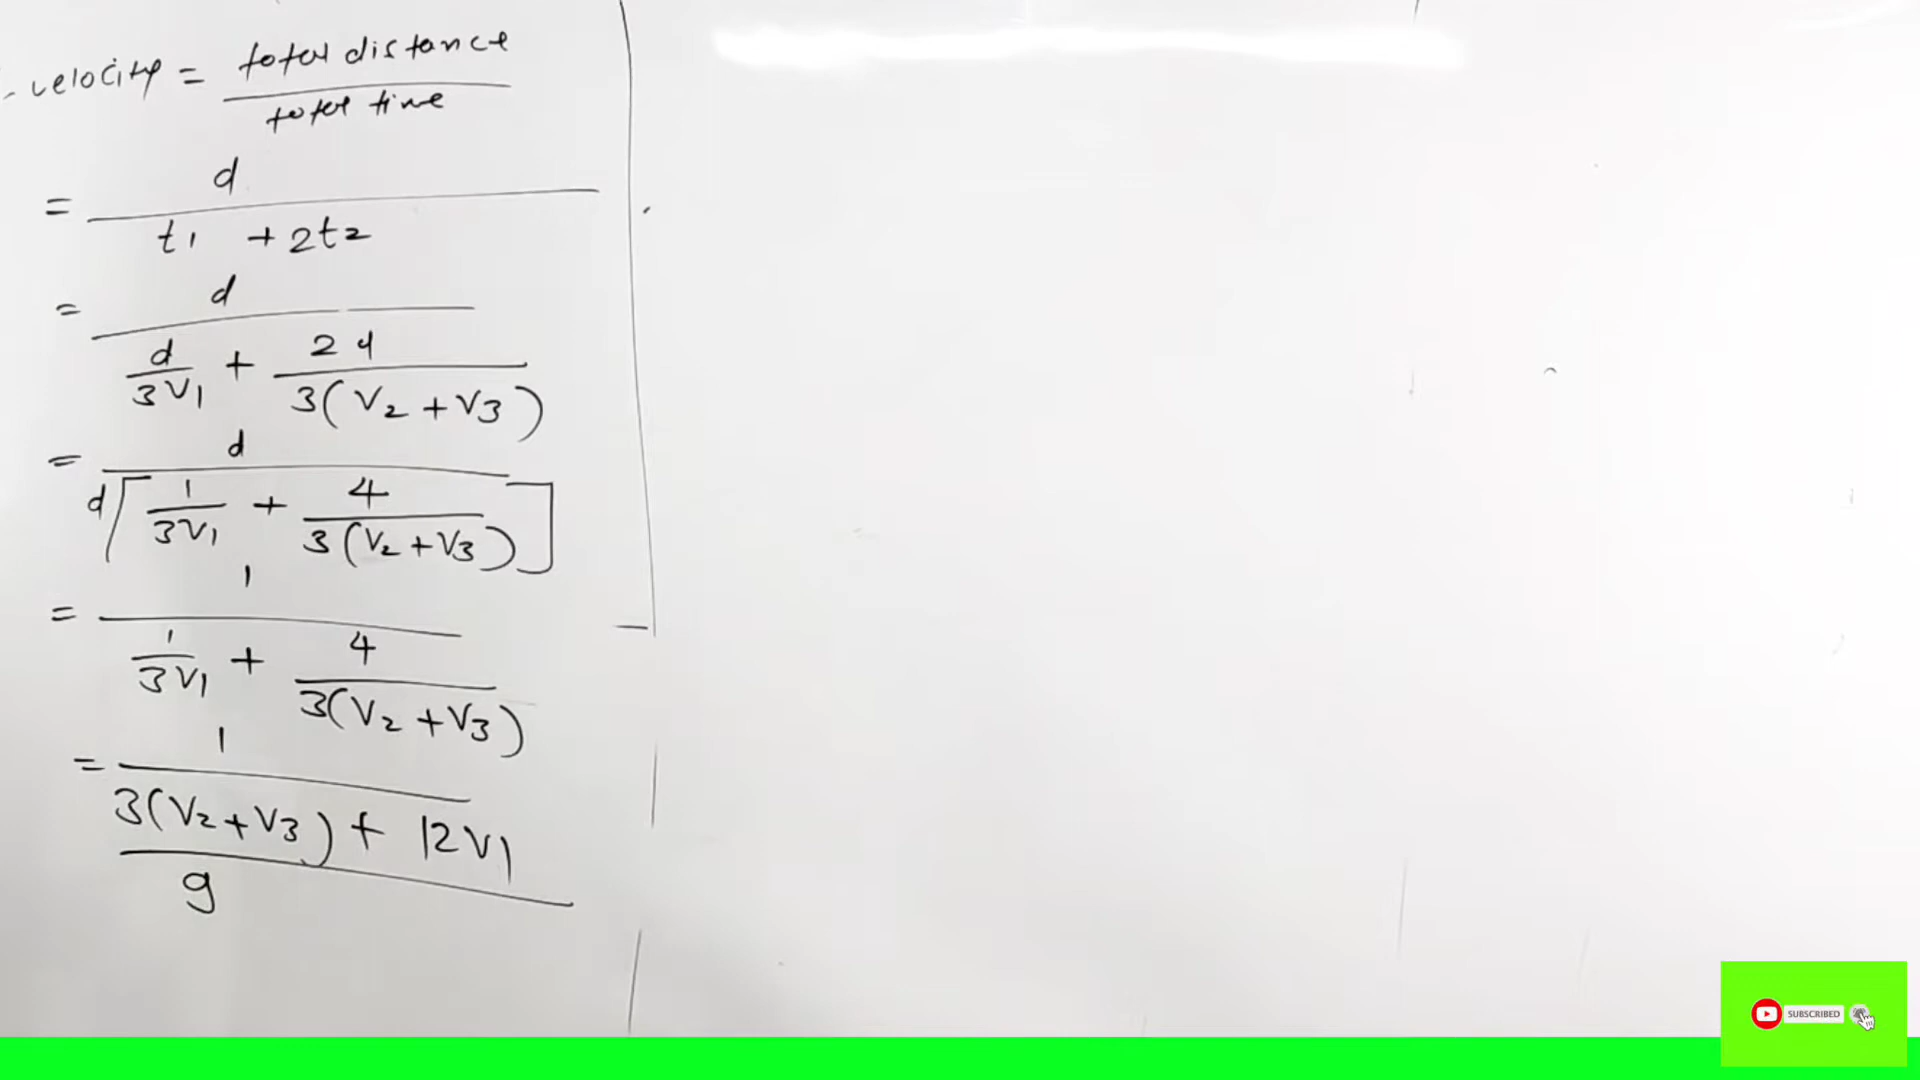 - velocity = total distance
total time
= d
t1 + 2t2
= d
d + 2d
3V1 3(V2+V3)
= d
d[ 1 + 4 ]
3V1 3(V2+V3)
= 1
1 + 4
3V1 3(V2+V3)
= 1
3(V2+V3) + 12V1
9
SUBSCRIBED